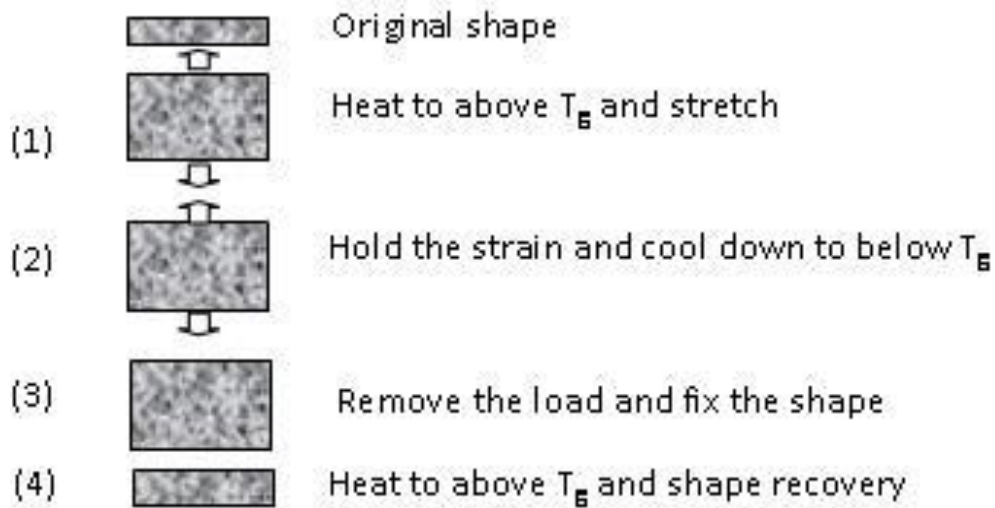 Original shape
(1) Heat to above Tg and stretch
(2) Hold the strain and cool down to below Tg
(3) Remove the load and fix the shape
(4) Heat to above Tg and shape recovery